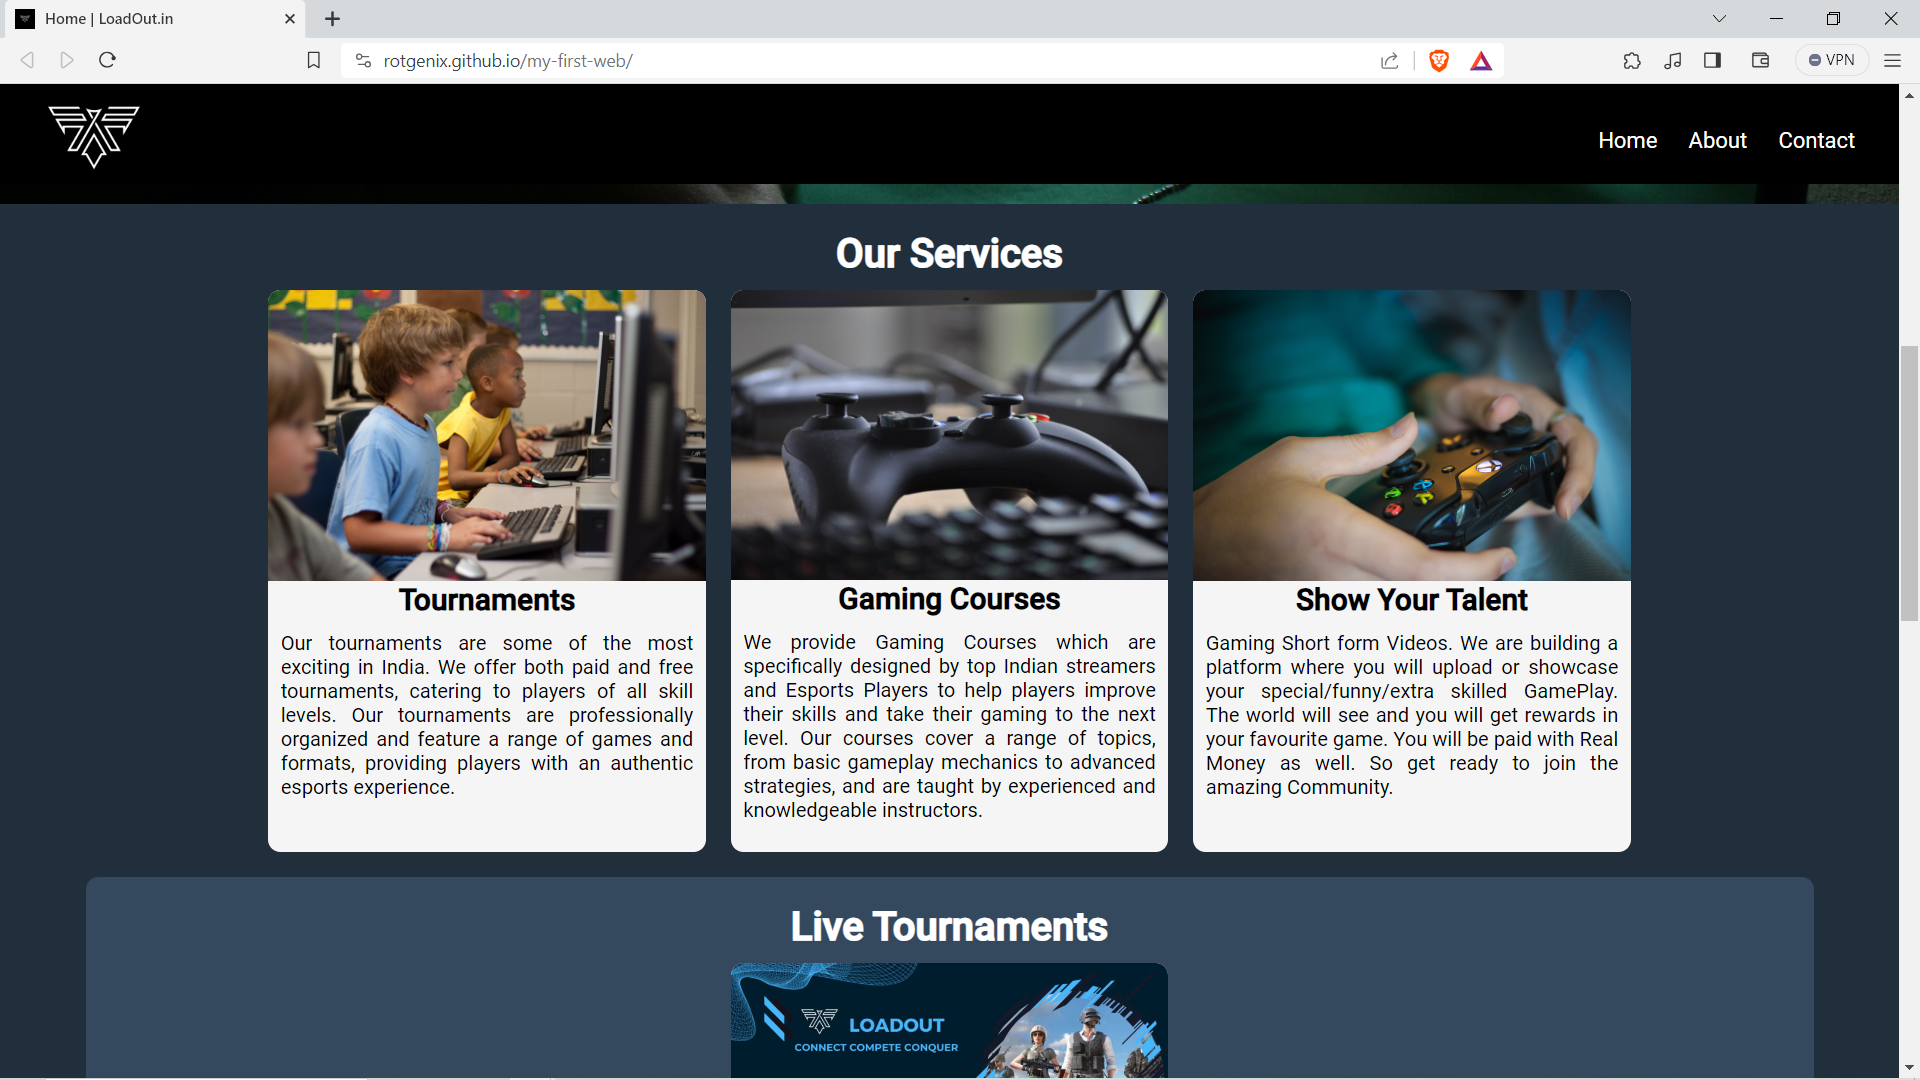 Home | LoadOut.in
rotgenix.github.io/my-first-web/
VPN
Home About Contact
Our Services
Tournaments
Our tournaments are some of the most
exciting in India. We offer both paid and free
tournaments, catering to players of all skill
levels. Our tournaments are professionally
organized and feature a range of games and
formats, providing players with an authentic
esports experience.
Gaming Courses
We provide Gaming Courses which are
specifically designed by top Indian streamers
and Esports Players to help players improve
their skills and take their gaming to the next
level. Our courses cover a range of topics,
from basic gameplay mechanics to advanced
strategies, and are taught by experienced and
knowledgeable instructors.
Show Your Talent
Gaming Short form Videos. We are building a
platform where you will upload or showcase
your special/funny/extra skilled GamePlay.
The world will see and you will get rewards in
your favourite game. You will be paid with Real
Money as well. So get ready to join the
amazing Community.
Live Tournaments
LOADOUT
CONNECT COMPETE CONQUER